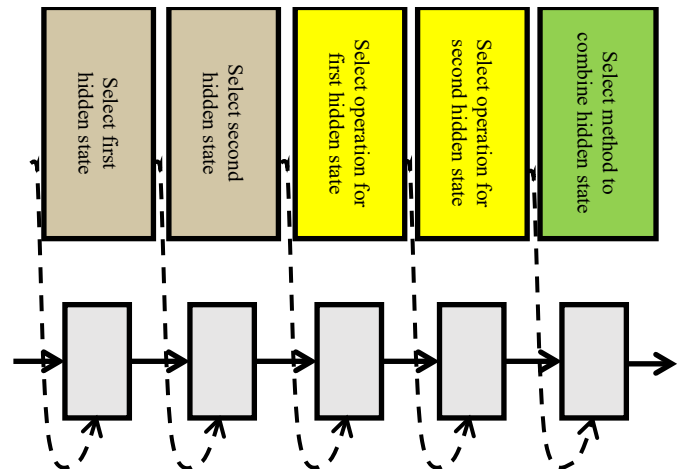 Select first
hidden state
Select second
hidden state
Select operation for
first hidden state
Select operation for
second hidden state
Select method to
combine hidden state